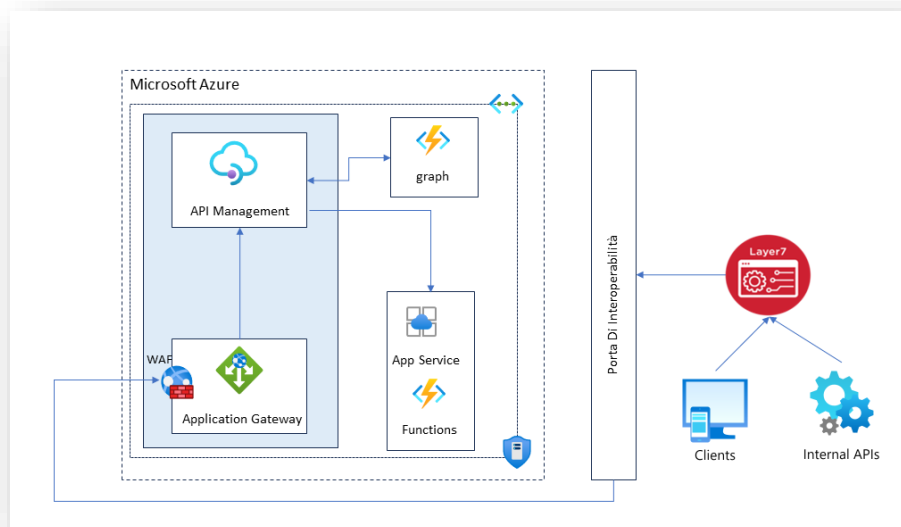 Microsoft Azure
API Management
graph
WAF
Application Gateway
App Service
Functions
Porta Di Interoperabilità
Layer7
Clients
Internal APIs